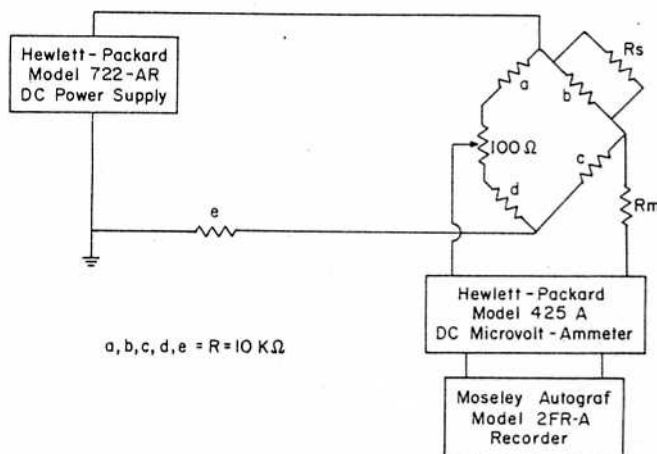 Hewlett-Packard
Model 722-AR
DC Power Supply
Rs
a
b
100 Ω
c
d
Rm
e
Hewlett-Packard
Model 425 A
DC Microvolt-Ammeter
a,b,c,d,e = R = 10 KΩ
Moseley Autograf
Model 2FR-A
Recorder